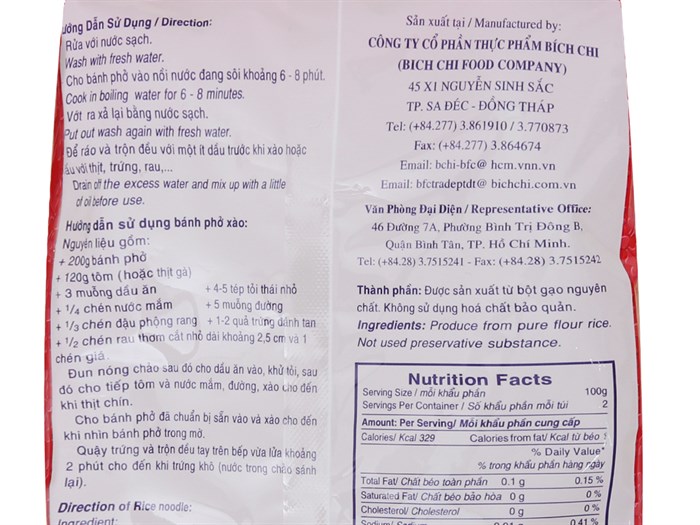 ướng Dẫn Sử Dụng / Direction:
Rửa với nước sạch.
Wash with fresh water.
Cho bánh phở vào nồi nước đang sôi khoảng 6 - 8 phút.
Cook in boiling water for 6 - 8 minutes.
Vớt ra xả lại bằng nước sạch.
Put out wash again with fresh water.
Để ráo và trộn đều với một ít dầu trước khi xào hoặc
ấu với thịt, trứng, rau,...
Drain off the excess water and mix up with a little
of oil before use.
Hướng dẫn sử dụng bánh phở xào:
Nguyên liệu gồm:
+ 200g bánh phở
+ 120g tôm (hoặc thịt gà)
+ 3 muỗng dầu ăn + 4-5 tép tỏi thái nhỏ
+ 1/4 chén nước mắm + 5 muỗng đường
+ 1/3 chén đậu phộng rang + 1-2 quả trứng đánh tan
+ 1/2 chén rau thơm cắt nhỏ dài khoảng 2,5 cm và 1
chén giá.
Đun nóng chảo sau đó cho dầu ăn vào, khử tỏi, sau
đó cho tiếp tôm và nước mắm, đường, xào cho đến
khi thịt chín.
Cho bánh phở đã chuẩn bị sẵn vào và xào cho đến
khi nhìn bánh phở trong mờ.
Quậy trứng và trộn đều tay trên bếp vừa lửa khoảng
2 phút cho đến khi trứng khô (nước trong chảo sánh
lại).
Direction of Rice noodle:
Ingredient:
Sản xuất tại / Manufactured by:
CÔNG TY CỔ PHẦN THỰC PHẨM BÍCH CHI
(BICH CHI FOOD COMPANY)
45 X1 NGUYỄN SINH SẮC
TP. SA ĐÉC - ĐỒNG THÁP
Tel: (+84.277) 3.861910 / 3.770873
Fax: (+84.277) 3.864674
Email: bchi-bfc@ hcm.vnn.vn
Email: bfctradeptdt@ bichchi.com.vn
Văn Phòng Đại Diện / Representative Office:
46 Đường 7A, Phường Bình Trị Đông B,
Quận Bình Tân, TP. Hồ Chí Minh.
Tel: (+84.28) 3.7515241 - Fax: (+84.28) 3.7515242
Thành phần: Được sản xuất từ bột gạo nguyên
chất. Không sử dụng hoá chất bảo quản.
Ingredients: Produce from pure flour rice.
Not used preservative substance.
Nutrition Facts
Serving Size / mỗi khẩu phần 100g
Servings Per Container / Số khẩu phần mỗi túi 2
Amount: Per Serving/ Mỗi khẩu phần cung cấp
Calories/ Kcal 329 Calories from fat/ Kcal từ béo 1
% Daily Value*
% trong khẩu phần hàng ngày
Total Fat/ Chất béo toàn phần 0.1 g 0.15 %
Saturated Fat/ Chất béo bảo hòa 0 g 0 %
Cholesterol/ Cholesterol 0 g 0 %
0.41 %